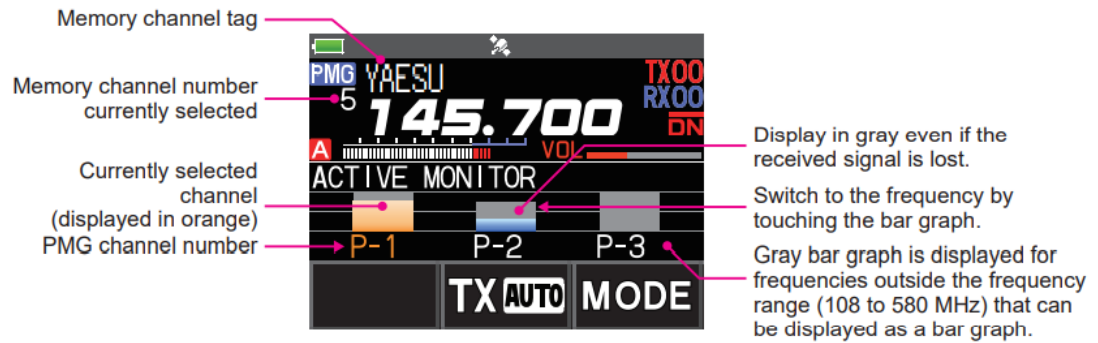 Memory channel tag
Memory channel number
currently selected
Currently selected
channel
(displayed in orange)
PMG channel number
PMG YAESU
TX00
5
RX00
145.700
DN
A
VOL
ACTIVE MONITOR
P-1 P-2 P-3
TX AUTO MODE
Display in gray even if the
received signal is lost.
Switch to the frequency by
touching the bar graph.
Gray bar graph is displayed for
frequencies outside the frequency
range (108 to 580 MHz) that can
be displayed as a bar graph.